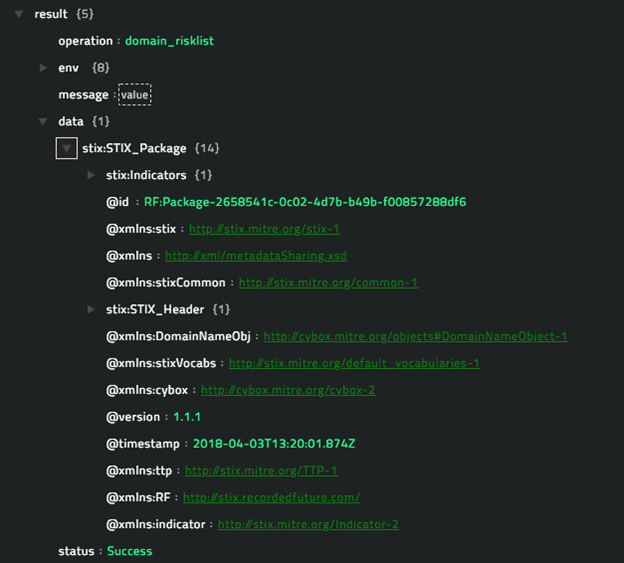 result {5}
operation : domain_risklist
env {8}
message : value
data {1}
stix:STIX_Package {14}
stix:Indicators {1}
@id : RF:Package-2658541c-0c02-4d7b-b49b-f00857288df6
@xmlns:stix : http://stix.mitre.org/stix-1
@xmlns : http://xml/metadataSharing.xsd
@xmlns:stixCommon : http://stix.mitre.org/common-1
stix:STIX_Header {1}
@xmlns:DomainNameObj : http://cybox.mitre.org/objects#DomainNameObject-1
@xmlns:stixVocabs : http://stix.mitre.org/default_vocabularies-1
@xmlns:cybox : http://cybox.mitre.org/cybox-2
@version : 1.1.1
@timestamp : 2018-04-03T13:20:01.874Z
@xmlns:ttp : http://stix.mitre.org/TTP-1
@xmlns:RF : http://stix.recordedfuture.com/
@xmlns:indicator : http://stix.mitre.org/Indicator-2
status : Success